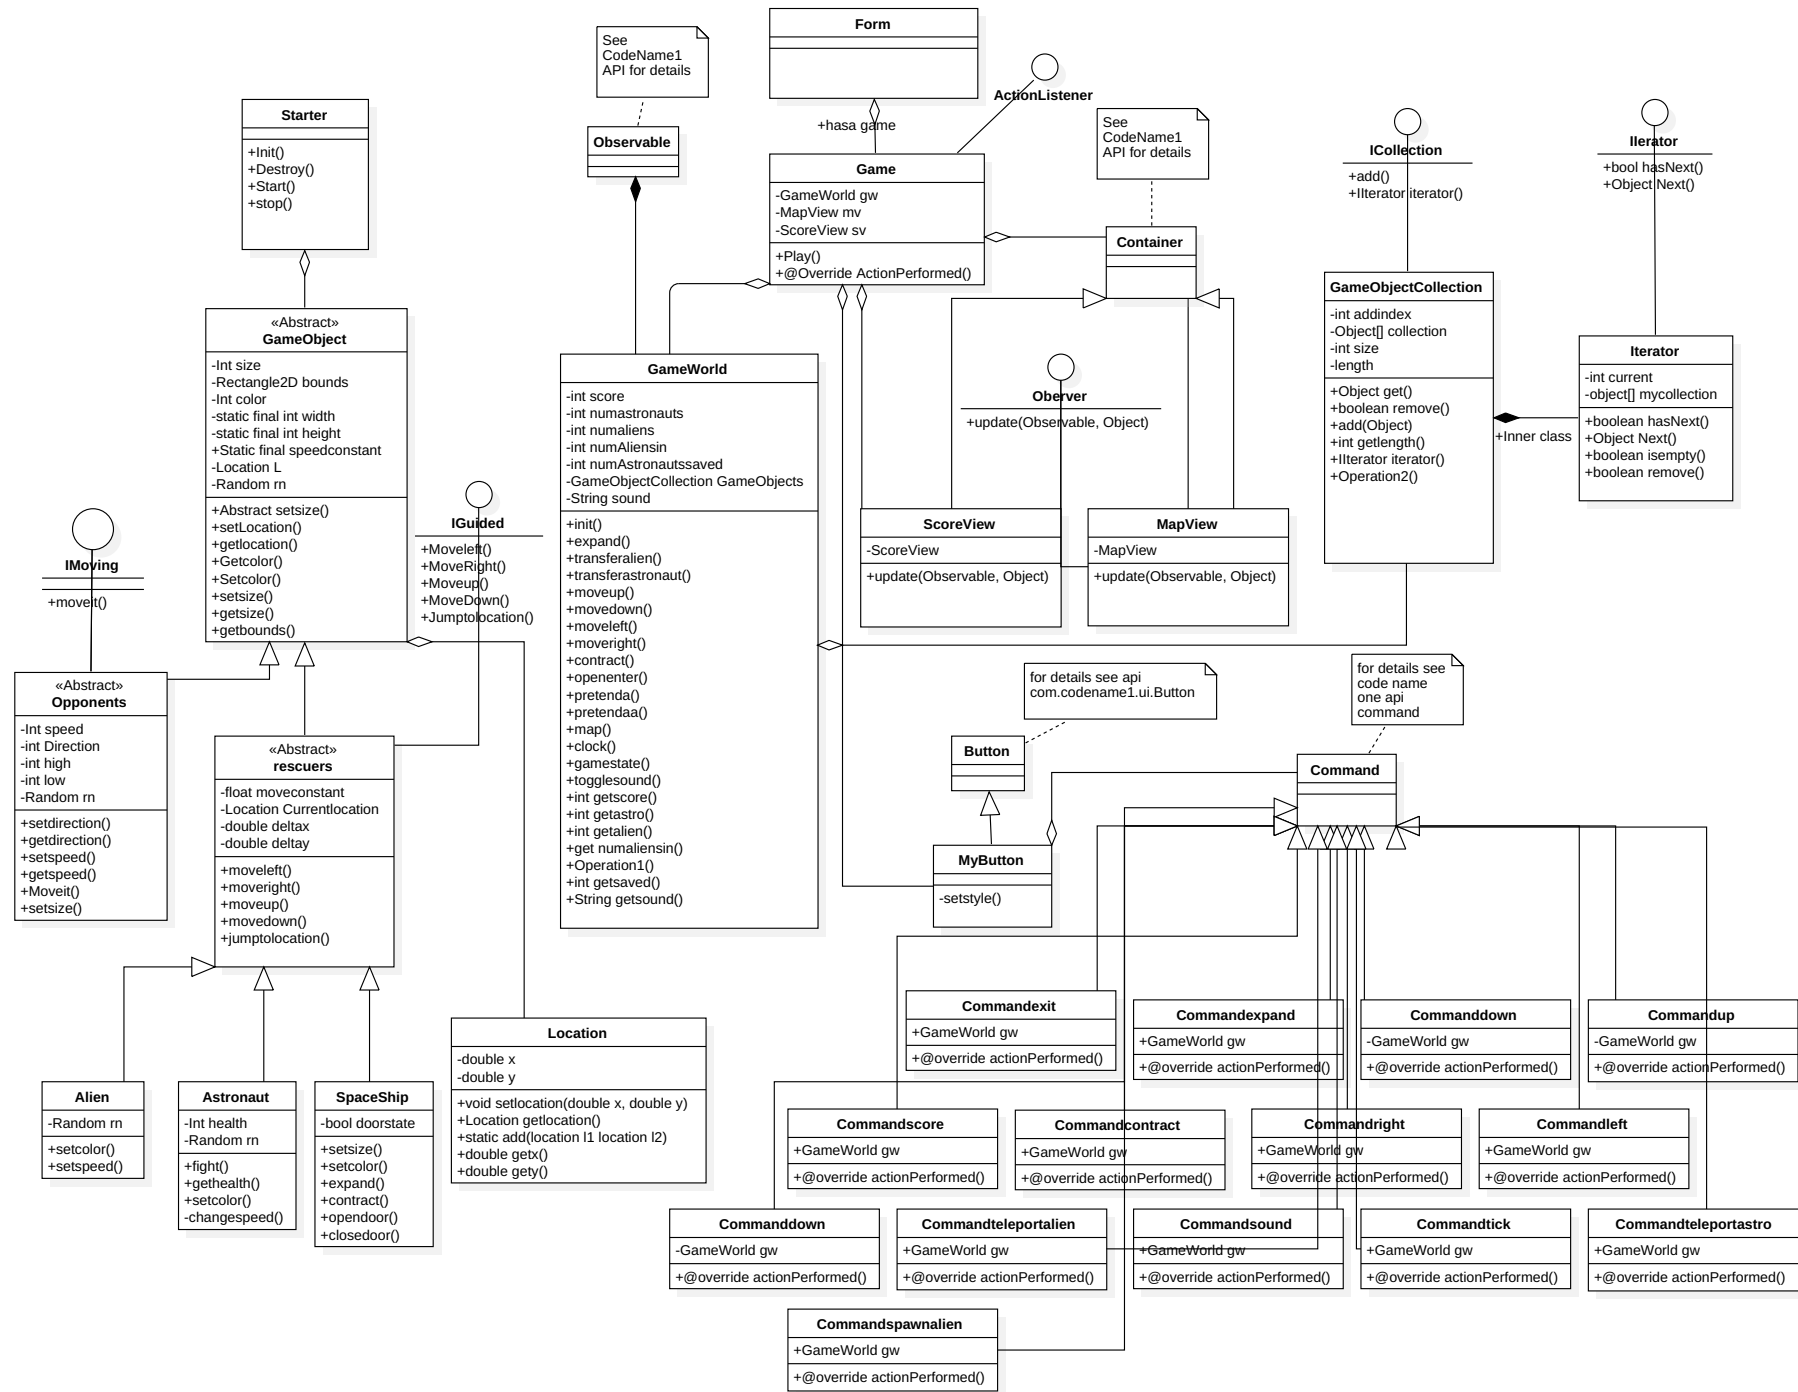 Form
See
CodeName1
API for details
ActionListener
+hasa game
Starter
+Init()
+Destroy()
+Start()
+stop()
Observable
See
CodeName1
API for details
ICollection
+add()
+IIterator iterator()
IIerator
+bool hasNext()
+Object Next()
Game
-GameWorld gw
-MapView mv
-ScoreView sv
+Play()
+@Override ActionPerformed()
Container
GameObjectCollection
-int addindex
-Object[] collection
-int size
-length
+Object get()
+boolean remove()
+add(Object)
+int getlength()
+IIterator iterator()
+Operation2()
+Inner class
Iterator
-int current
-object[] mycollection
+boolean hasNext()
+Object Next()
+boolean isempty()
+boolean remove()
«Abstract»
GameObject
-Int size
-Rectangle2D bounds
-Int color
-static final int width
-static final int height
+Static final speedconstant
-Location L
-Random rn
+Abstract setsize()
+setLocation()
+getlocation()
+Getcolor()
+Setcolor()
+setsize()
+getsize()
+getbounds()
GameWorld
-int score
-int numastronauts
-int numaliens
-int numAliensin
-int numAstronautssaved
-GameObjectCollection GameObjects
-String sound
+init()
+expand()
+transferalien()
+transferastronaut()
+moveup()
+movedown()
+moveleft()
+moveright()
+contract()
+openenter()
+pretenda()
+pretendaa()
+map()
+clock()
+gamestate()
+togglesound()
+int getscore()
+int getastro()
+int getalien()
+get numaliensin()
+Operation1()
+int getsaved()
+String getsound()
Oberver
+update(Observable, Object)
ScoreView
-ScoreView
+update(Observable, Object)
MapView
-MapView
+update(Observable, Object)
IMoving
+moveit()
IGuided
+Moveleft()
+MoveRight()
+Moveup()
+MoveDown()
+Jumptolocation()
«Abstract»
Opponents
-Int speed
-int Direction
-int high
-int low
-Random rn
+setdirection()
+getdirection()
+setspeed()
+getspeed()
+Moveit()
+setsize()
«Abstract»
rescuers
-float moveconstant
-Location Currentlocation
-double deltax
-double deltay
+moveleft()
+moveright()
+moveup()
+movedown()
+jumptolocation()
for details see api
com.codename1.ui.Button
for details see
code name
one api
command
Button
Command
MyButton
-setstyle()
Alien
-Random rn
+setcolor()
+setspeed()
Astronaut
-Int health
-Random rn
+fight()
+gethealth()
+setcolor()
-changespeed()
SpaceShip
-bool doorstate
+setsize()
+setcolor()
+expand()
+contract()
+opendoor()
+closedoor()
Location
-double x
-double y
+void setlocation(double x, double y)
+Location getlocation()
+static add(location l1 location l2)
+double getx()
+double gety()
Commandexit
+GameWorld gw
+@override actionPerformed()
Commandexpand
+GameWorld gw
+@override actionPerformed()
Commanddown
-GameWorld gw
+@override actionPerformed()
Commandup
-GameWorld gw
+@override actionPerformed()
Commandscore
+GameWorld gw
+@override actionPerformed()
Commandcontract
+GameWorld gw
+@override actionPerformed()
Commandright
+GameWorld gw
+@override actionPerformed()
Commandleft
+GameWorld gw
+@override actionPerformed()
Commanddown
-GameWorld gw
+@override actionPerformed()
Commandteleportalien
+GameWorld gw
+@override actionPerformed()
Commandsound
+GameWorld gw
+@override actionPerformed()
Commandtick
+GameWorld gw
+@override actionPerformed()
Commandteleportastro
+GameWorld gw
+@override actionPerformed()
Commandspawnalien
+GameWorld gw
+@override actionPerformed()